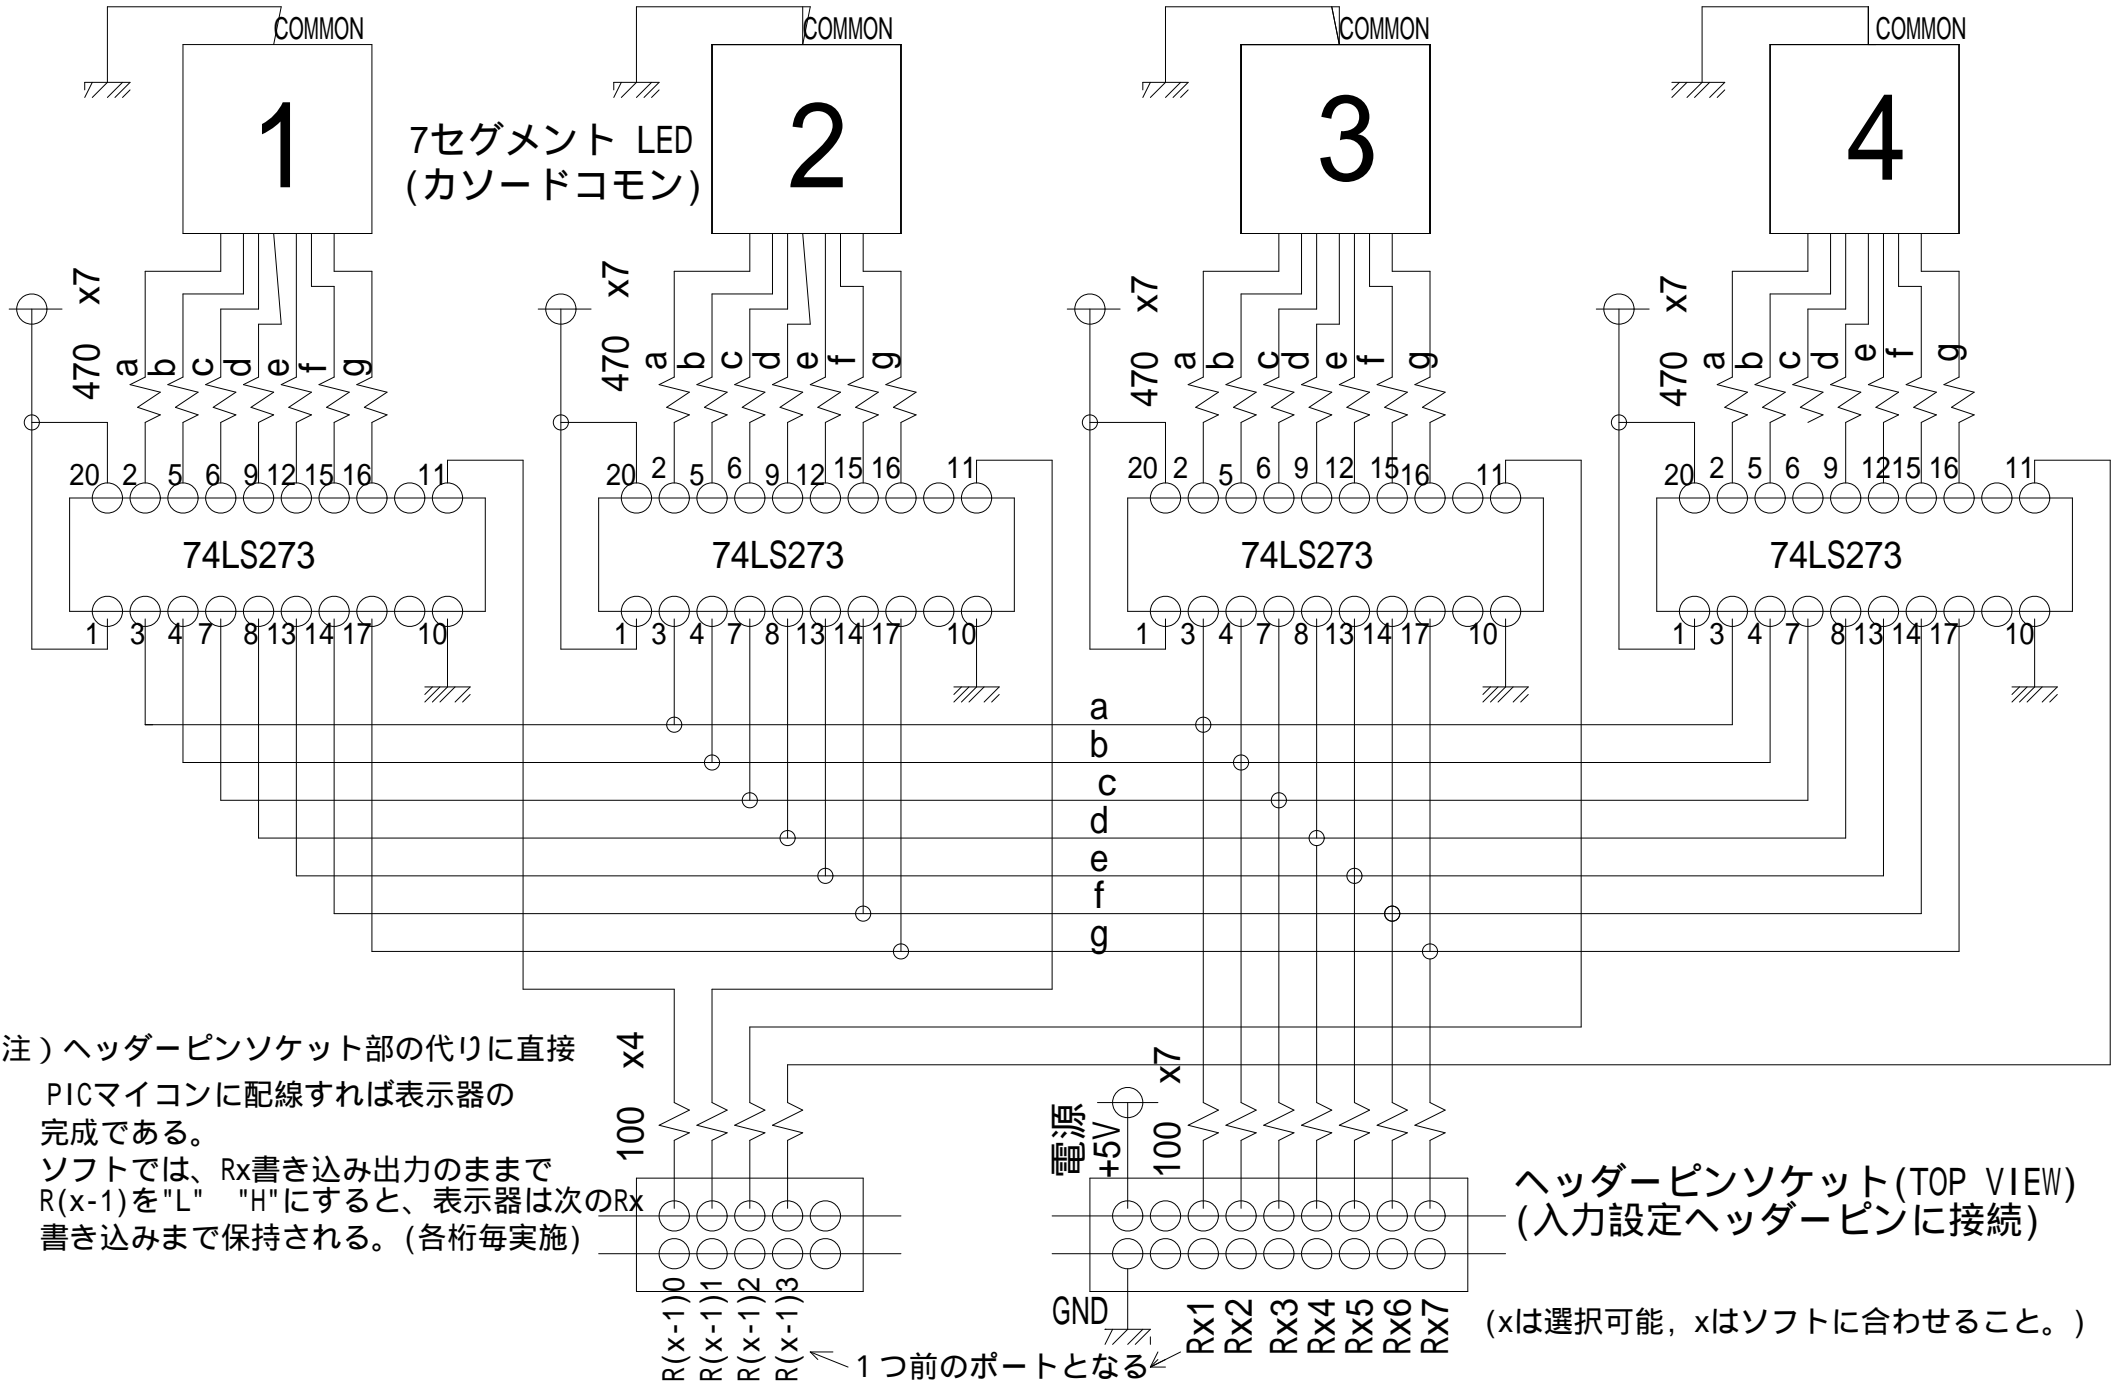 COMMON COMMON COMMON COMMON
1 2 3 4
7セグメント LED
(カソードコモン)
470 x7 470 x7 470 x7 470 x7
a b c d e f g a b c d e f g a b c d e f g a b c d e f g
20 2 5 6 9 12 15 16 11 20 2 5 6 9 12 15 16 11 20 2 5 6 9 12 15 16 11 20 2 5 6 9 12 15 16 11
74LS273 74LS273 74LS273 74LS273
1 3 4 7 8 13 14 17 10 1 3 4 7 8 13 14 17 10 1 3 4 7 8 13 14 17 10 1 3 4 7 8 13 14 17 10
a
b
c
d
e
f
g
注）ヘッダーピンソケット部の代りに直接
PICマイコンに配線すれば表示器の
完成である。
ソフトでは、Rx書き込み出力のままで
R(x-1)を"L" "H"にすると、表示器は次のRx
書き込みまで保持される。(各桁毎実施)
100 x4
電源
+5V
100 x7
ヘッダーピンソケット(TOP VIEW)
(入力設定ヘッダーピンに接続)
R(x-1)0
R(x-1)1
R(x-1)2
R(x-1)3
GND
Rx1
Rx2
Rx3
Rx4
Rx5
Rx6
Rx7
(xは選択可能, xはソフトに合わせること。)
１つ前のポートとなる